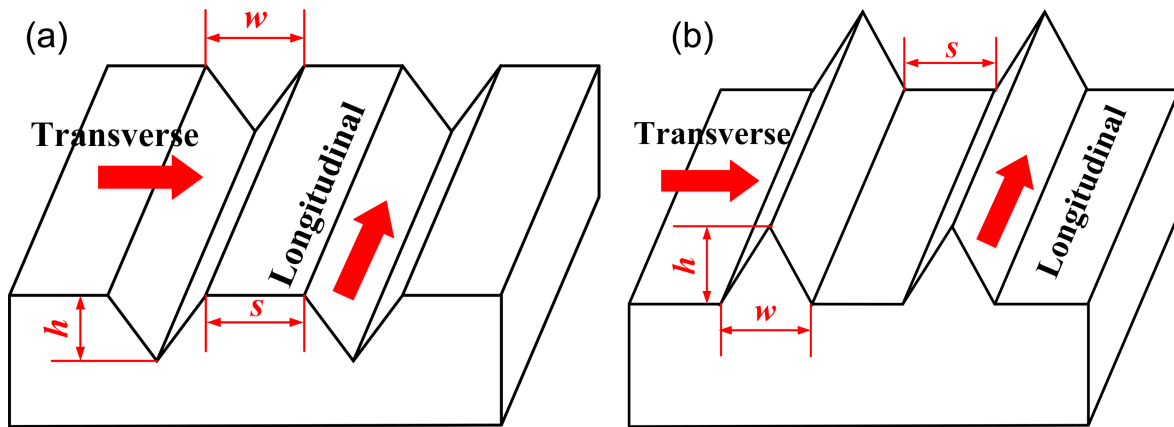 (a)
w
Transverse
Longitudinal
h
s
(b)
s
Transverse
h
w
Longitudinal